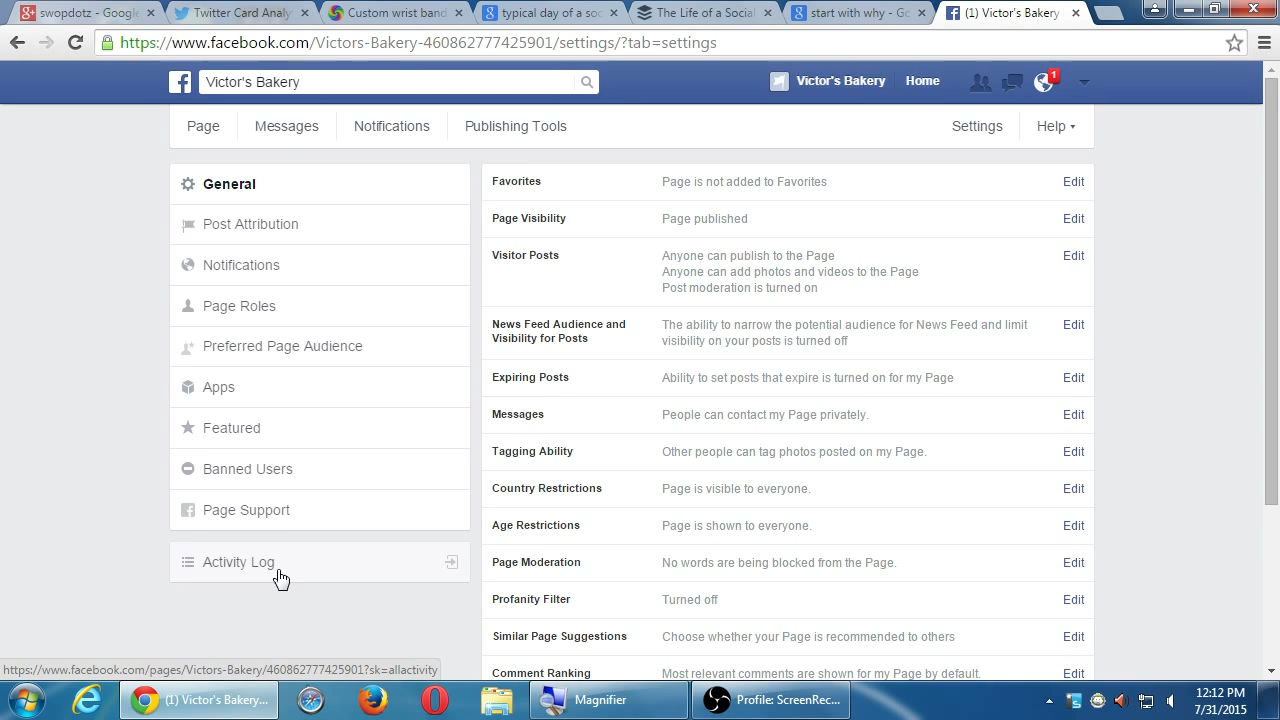 swopdotz - Google
Twitter Card Analy
Custom wrist band
typical day of a soc
The Life of a Social
start with why - Go
(1) Victor's Bakery
https://www.facebook.com/Victors-Bakery-460862777425901/settings/?tab=settings
Victor's Bakery
Victor's Bakery
Home
1
Page
Messages
Notifications
Publishing Tools
Settings
Help
General
Post Attribution
Notifications
Page Roles
Preferred Page Audience
Apps
Featured
Banned Users
Page Support
Activity Log
Favorites
Page is not added to Favorites
Edit
Page Visibility
Page published
Edit
Visitor Posts
Anyone can publish to the Page
Anyone can add photos and videos to the Page
Post moderation is turned on
Edit
News Feed Audience and
Visibility for Posts
The ability to narrow the potential audience for News Feed and limit
visibility on your posts is turned off
Edit
Expiring Posts
Ability to set posts that expire is turned on for my Page
Edit
Messages
People can contact my Page privately.
Edit
Tagging Ability
Other people can tag photos posted on my Page.
Edit
Country Restrictions
Page is visible to everyone.
Edit
Age Restrictions
Page is shown to everyone.
Edit
Page Moderation
No words are being blocked from the Page.
Edit
Profanity Filter
Turned off
Edit
Similar Page Suggestions
Choose whether your Page is recommended to others
Edit
Comment Ranking
Most relevant comments are shown for my Page by default.
Edit
https://www.facebook.com/pages/Victors-Bakery/460862777425901?sk=allactivity
(1) Victor's Bakery...
Magnifier
Profile: ScreenRec...
12:12 PM
7/31/2015